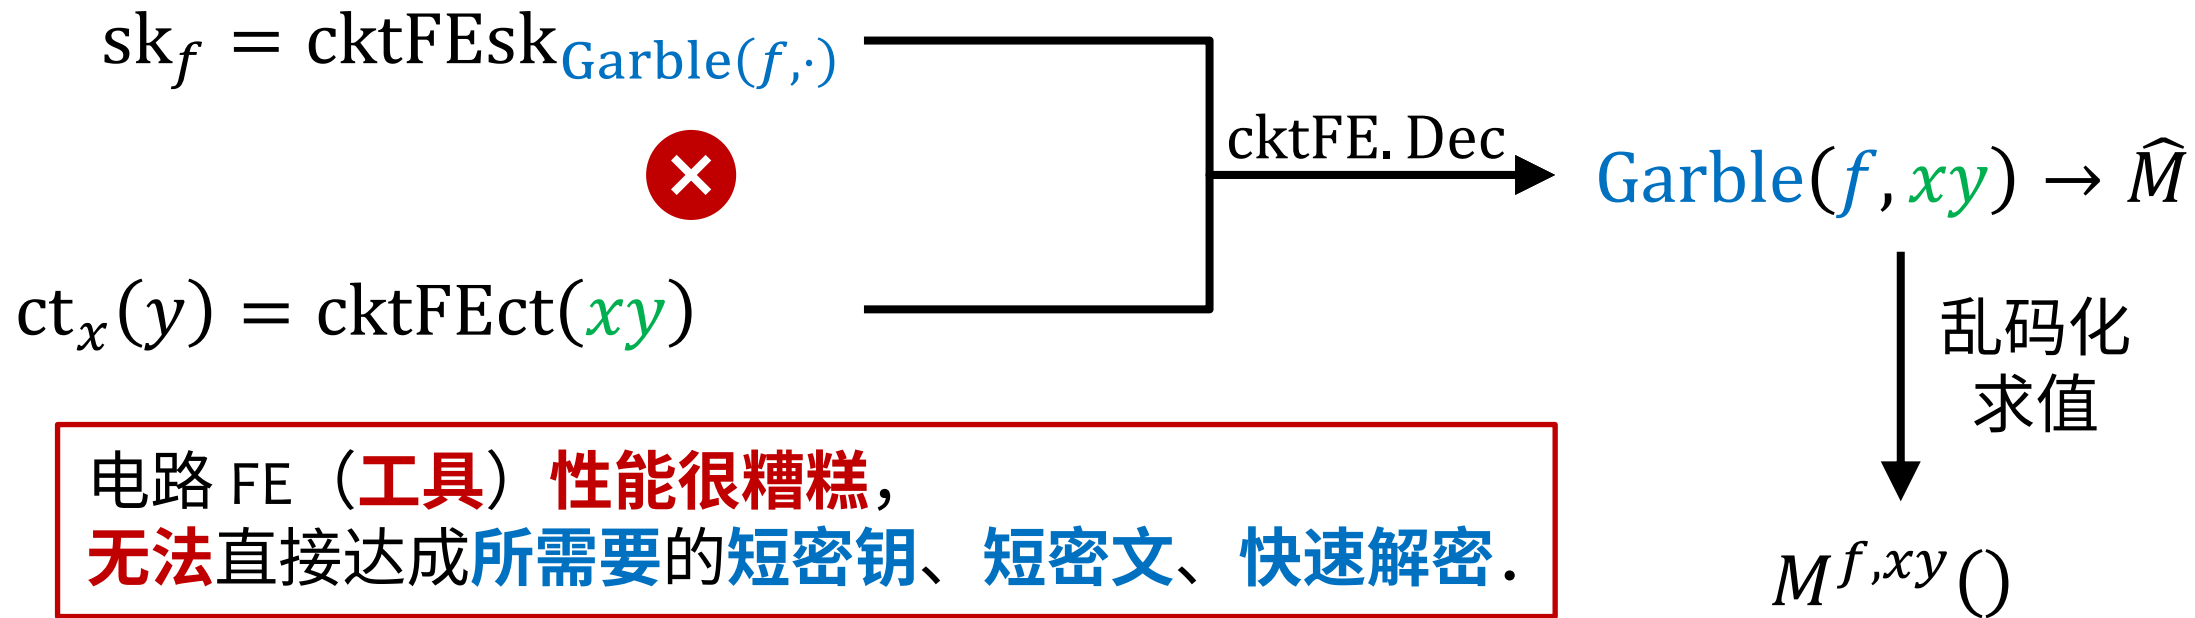 sk_f = cktFEsk_{Garble(f,·)}
cktFE. Dec
Garble(f, xy) → M̂
ct_x(y) = cktFEct(xy)
乱码化
求值
电路 FE（工具）性能很糟糕，
无法直接达成所需要的短密钥、短密文、快速解密．
M^{f,xy}()